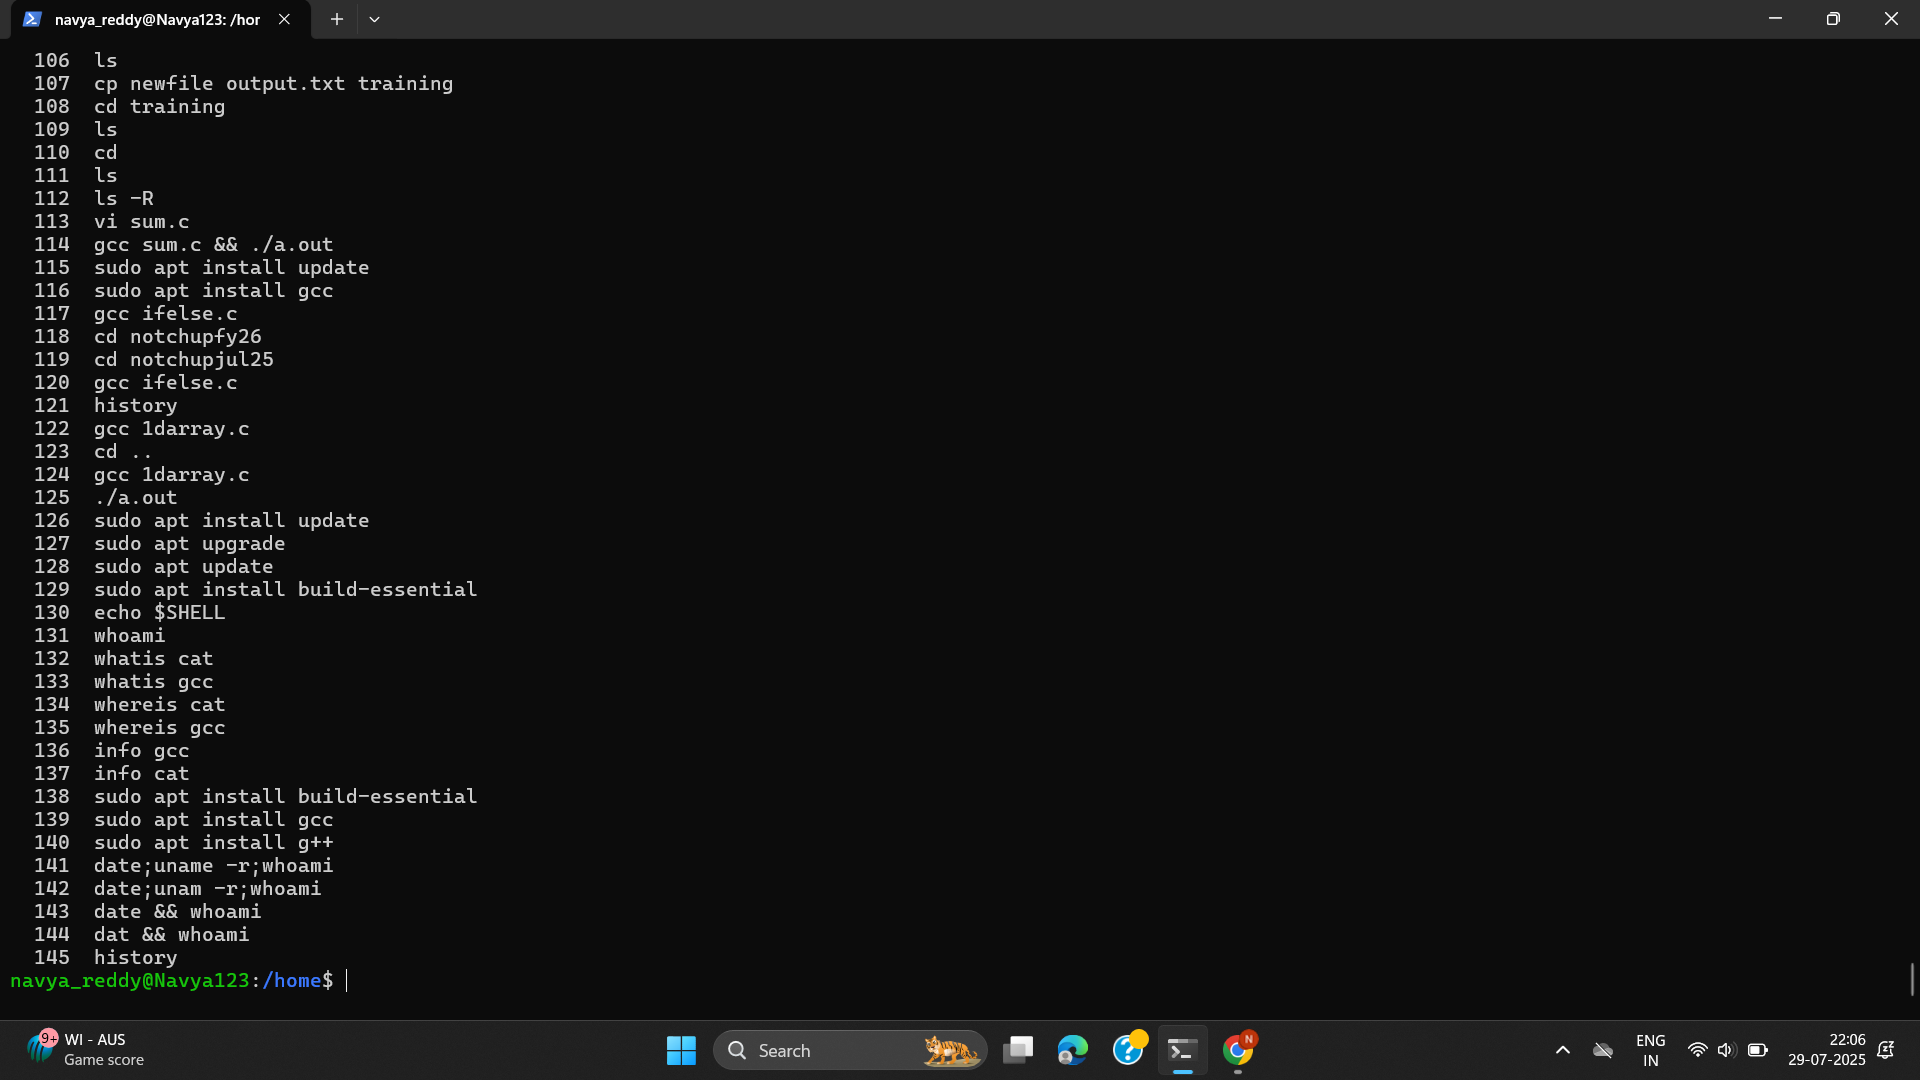 navya_reddy@Navya123: /hor
106 ls
107 cp newfile output.txt training
108 cd training
109 ls
110 cd
111 ls
112 ls -R
113 vi sum.c
114 gcc sum.c && ./a.out
115 sudo apt install update
116 sudo apt install gcc
117 gcc ifelse.c
118 cd notchupfy26
119 cd notchupjul25
120 gcc ifelse.c
121 history
122 gcc 1darray.c
123 cd ..
124 gcc 1darray.c
125 ./a.out
126 sudo apt install update
127 sudo apt upgrade
128 sudo apt update
129 sudo apt install build-essential
130 echo $SHELL
131 whoami
132 whatis cat
133 whatis gcc
134 whereis cat
135 whereis gcc
136 info gcc
137 info cat
138 sudo apt install build-essential
139 sudo apt install gcc
140 sudo apt install g++
141 date;uname -r;whoami
142 date;unam -r;whoami
143 date && whoami
144 dat && whoami
145 history
navya_reddy@Navya123:/home$
9+ WI - AUS
Game score
Search
N
ENG
IN
22:06
29-07-2025